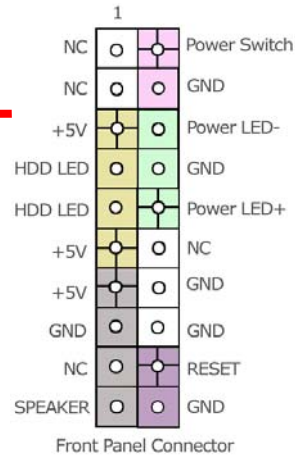 1
NC Power Switch
NC GND
+5V Power LED-
HDD LED GND
HDD LED Power LED+
+5V NC
+5V GND
GND GND
NC RESET
SPEAKER GND
Front Panel Connector